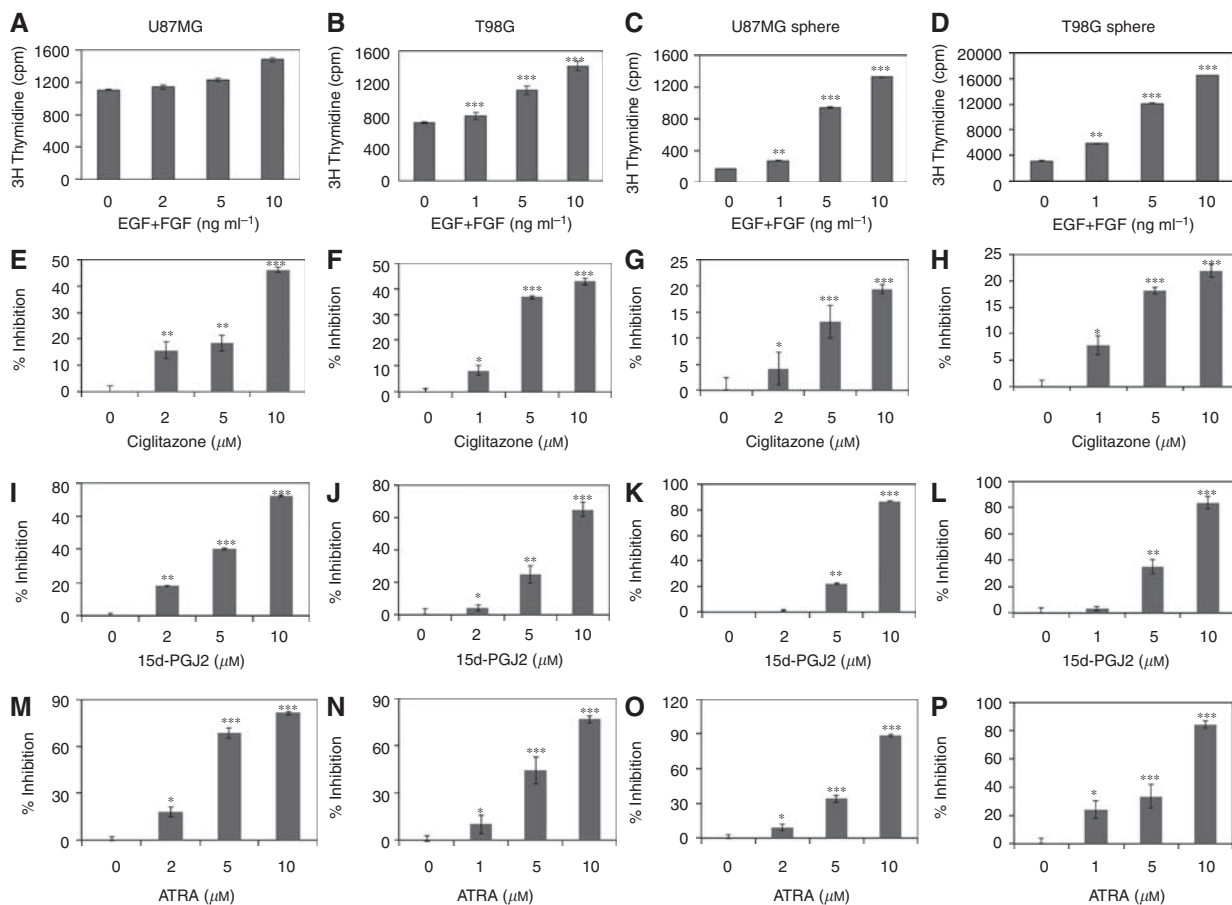 A U87MG
3H Thymidine (cpm)
1600
1200
800
400
0
0 2 5 10
EGF+FGF (ng ml⁻¹)
B T98G
3H Thymidine (cpm)
1600
1200
800
400
0
0 1 5 10
EGF+FGF (ng ml⁻¹)
*** *** ***
C U87MG sphere
3H Thymidine (cpm)
1600
1200
800
400
0
0 1 5 10
EGF+FGF (ng ml⁻¹)
** *** ***
D T98G sphere
3H Thymidine (cpm)
20000
16000
12000
8000
4000
0
0 1 5 10
EGF+FGF (ng ml⁻¹)
** *** ***
E
% Inhibition
50
40
30
20
10
0
0 2 5 10
Ciglitazone (μM)
** ** ***
F
% Inhibition
50
40
30
20
10
0
0 1 5 10
Ciglitazone (μM)
* *** ***
G
% Inhibition
25
20
15
10
5
0
0 2 5 10
Ciglitazone (μM)
* *** ***
H
% Inhibition
25
20
15
10
5
0
0 1 5 10
Ciglitazone (μM)
* *** ***
I
% Inhibition
80
60
40
20
0
0 2 5 10
15d-PGJ2 (μM)
** *** ***
J
% Inhibition
80
60
40
20
0
0 2 5 10
15d-PGJ2 (μM)
* ** ***
K
% Inhibition
100
80
60
40
20
0
0 2 5 10
15d-PGJ2 (μM)
** ***
L
% Inhibition
100
80
60
40
20
0
0 1 5 10
15d-PGJ2 (μM)
** ***
M
% Inhibition
90
60
30
0
0 2 5 10
ATRA (μM)
* *** ***
N
% Inhibition
90
60
30
0
0 1 5 10
ATRA (μM)
* *** ***
O
% Inhibition
120
90
60
30
0
0 2 5 10
ATRA (μM)
* *** ***
P
% Inhibition
100
80
60
40
20
0
0 1 5 10
ATRA (μM)
* *** ***